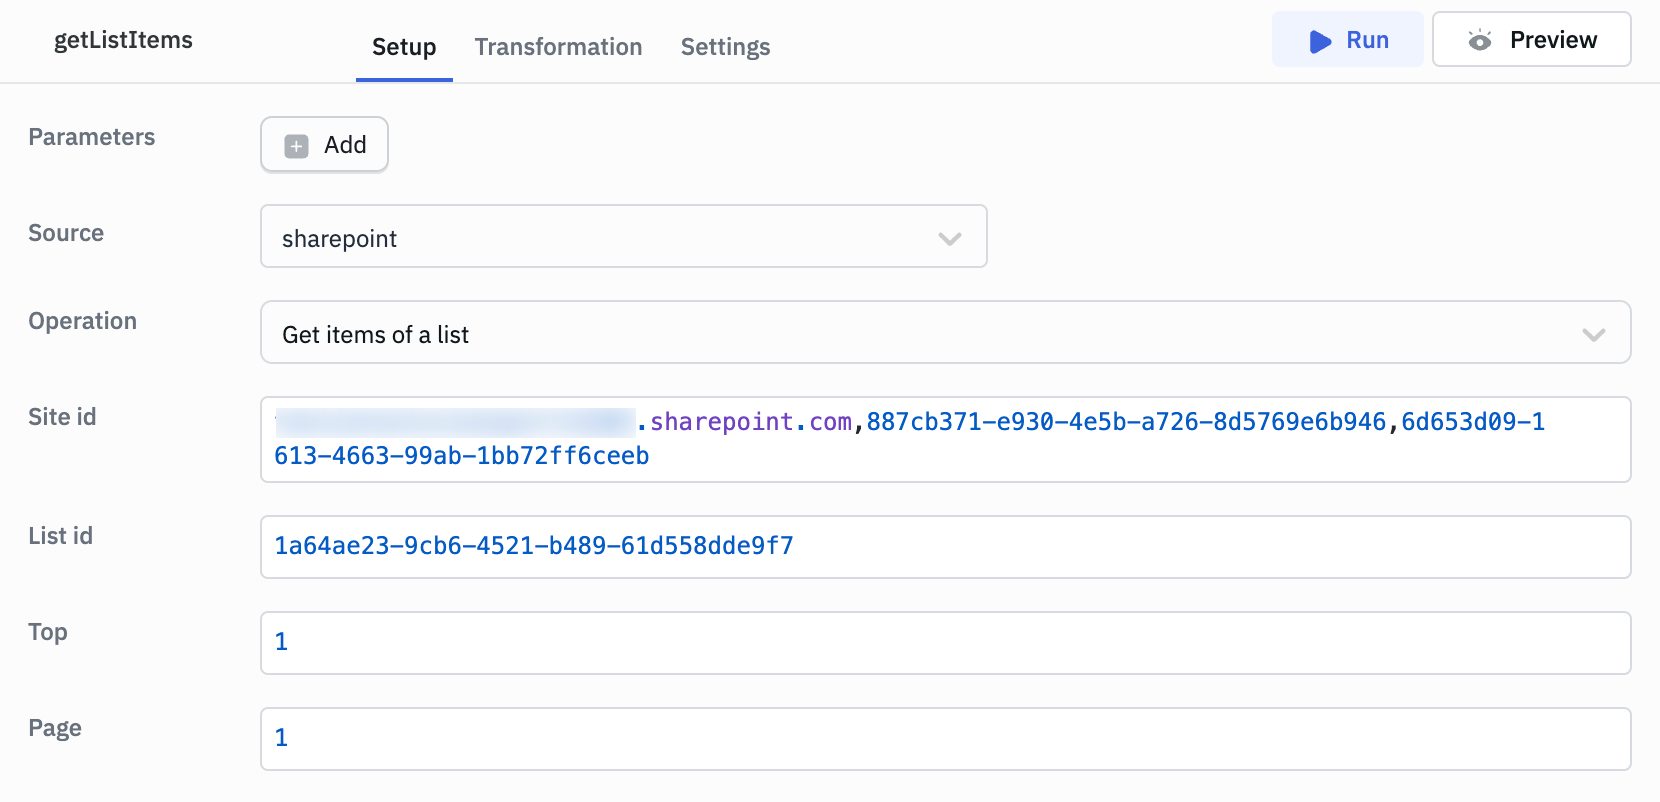 getListItems
Setup Transformation Settings
Run Preview
Parameters
Add
Source
sharepoint
Operation
Get items of a list
Site id
.sharepoint.com,887cb371-e930-4e5b-a726-8d5769e6b946,6d653d09-1
613-4663-99ab-1bb72ff6ceeb
List id
1a64ae23-9cb6-4521-b489-61d558dde9f7
Top
1
Page
1